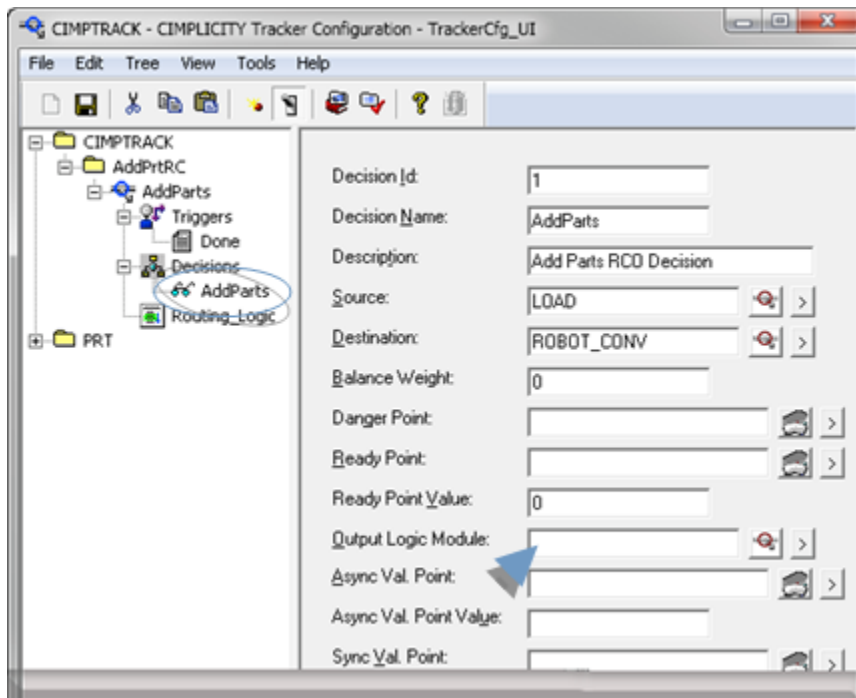 CIMPTRACK - CIMPLICITY Tracker Configuration - TrackerCfg_UI
File Edit Tree View Tools Help
CIMPTRACK
AddPrtRC
AddParts
Triggers
Done
Decisions
AddParts
Routing_Logic
PRT
Decision Id: 1
Decision Name: AddParts
Description: Add Parts RCO Decision
Source: LOAD >
Destination: ROBOT_CONV >
Balance Weight: 0
Danger Point: >
Ready Point: >
Ready Point Value: 0
Output Logic Module: >
Async Val. Point: >
Async Val. Point Value:
Sync Val. Point: >